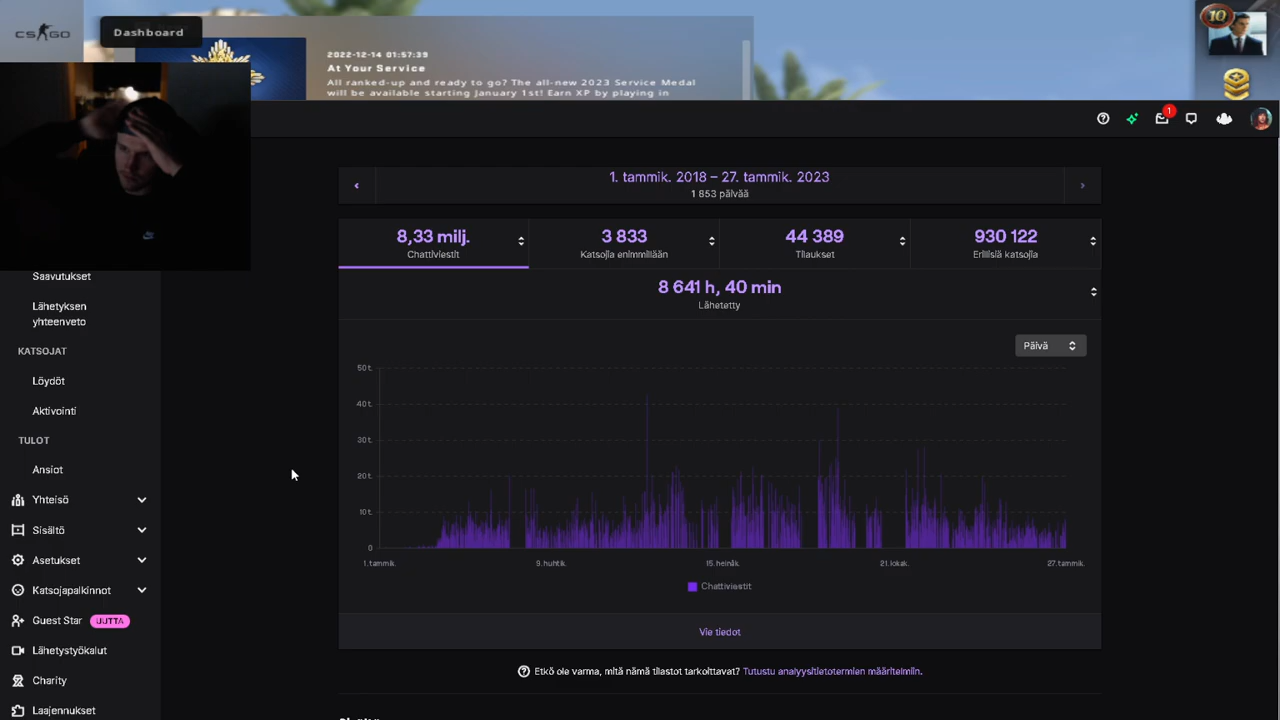 CS GO
Dashboard
2022-12-14 01:57:39
At Your Service
All ranked-up and ready to go? The all-new 2023 Service Medal
will be available starting January 1st! Earn XP by playing in
10
1
1. tammik. 2018 – 27. tammik. 2023
1 853 päivää
8,33 milj.
Chattiviestit
3 833
Katsojia enimmillään
44 389
Tilaukset
930 122
Erillisiä katsojia
8 641 h, 40 min
Lähetetty
Päivä
50 t.
40 t.
30 t.
20 t.
10 t.
0
1. tammik.
9. huhtik.
15. heinäk.
21. lokak.
27. tammik.
Chattiviestit
Vie tiedot
Etkö ole varma, mitä nämä tilastot tarkoittavat? Tutustu analyysitietotermien määritelmiin.
Saavutukset
Lähetyksen
yhteenveto
KATSOJAT
Löydöt
Aktivointi
TULOT
Ansiot
Yhteisö
Sisältö
Asetukset
Katsojapalkinnot
Guest Star UUTTA
Lähetystyökalut
Charity
Laajennukset